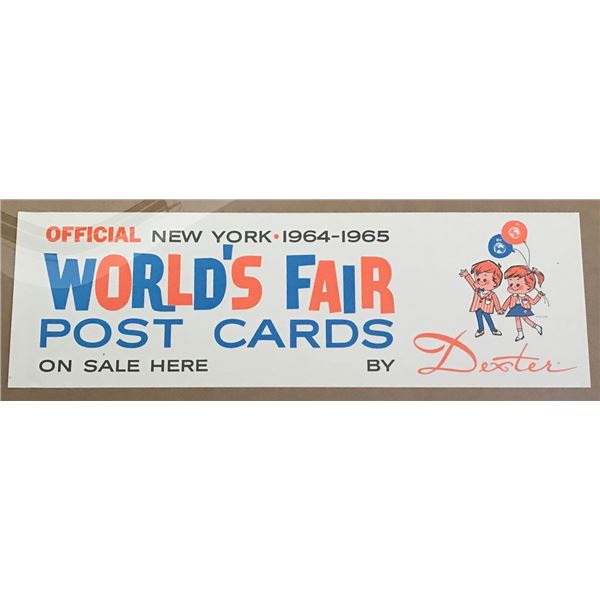 OFFICIAL NEW YORK • 1964-1965
WORLD'S FAIR
POST CARDS
ON SALE HERE BY Dexter